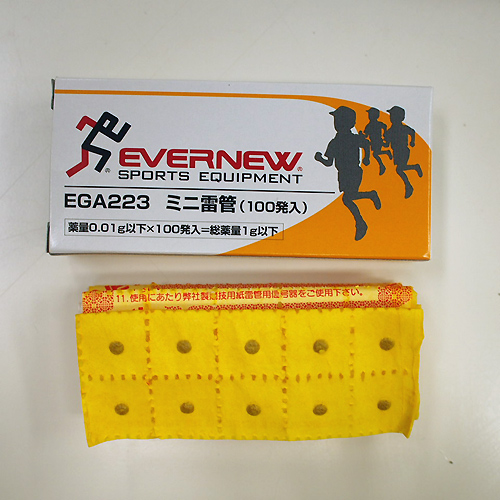 EVERNEW®
SPORTS EQUIPMENT
EGA223 ミニ雷管(100発入)
薬量0.01g以下×100発入=総薬量1g以下
11.使用にあたり弊社製 技用紙雷管用信号器をご使用下さい。